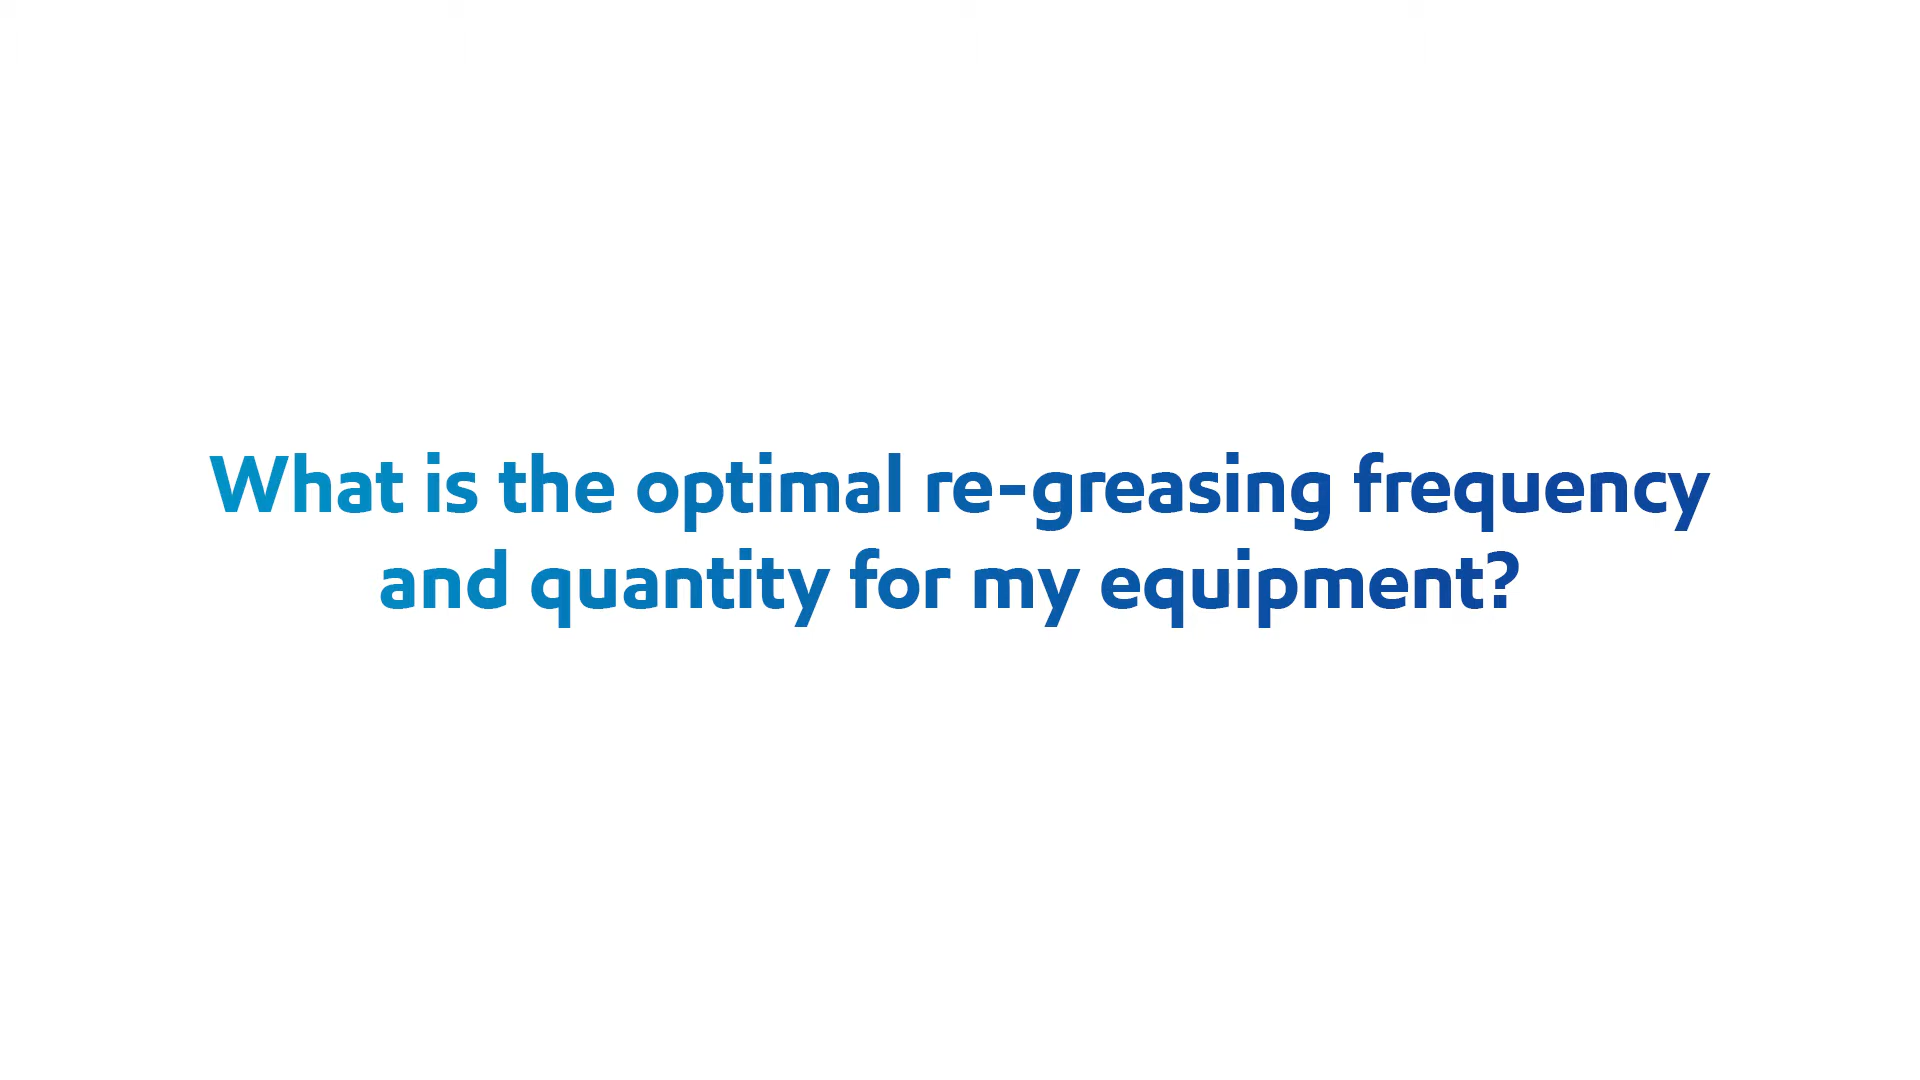 What is the optimal re-greasing frequency
and quantity for my equipment?